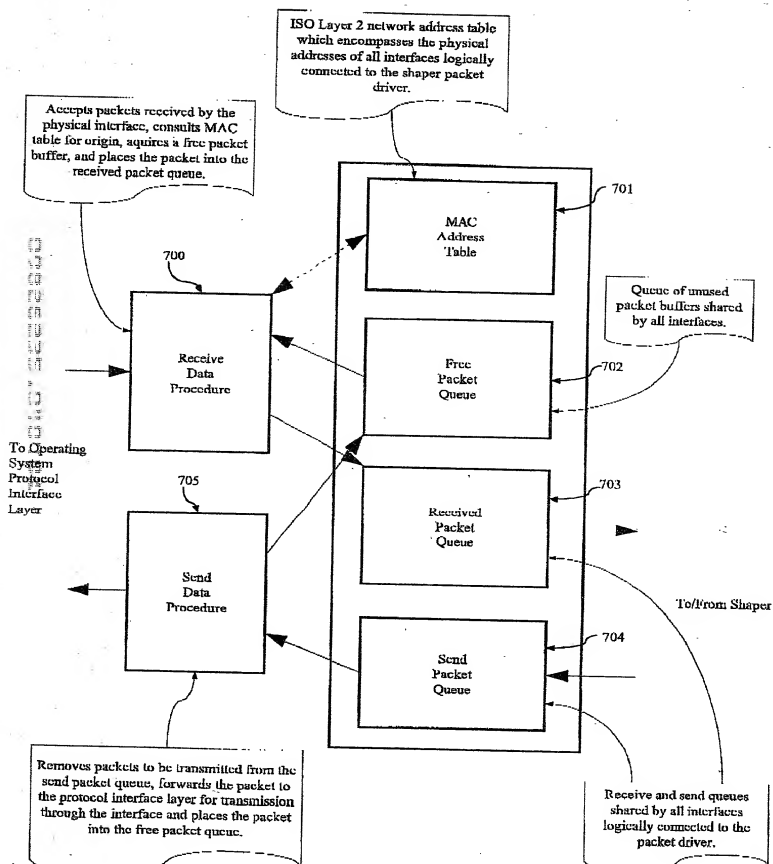 ISO Layer 2 network address table
which encompasses the physical
addresses of all interfaces logically
connected to the shaper packet
driver.
Accepts packets received by the
physical interface, consults MAC
table for origin, aquires a free packet
buffer, and places the packet into the
received packet queue.
701
MAC
Address
Table
700
Receive
Data
Procedure
Queue of unused
packet buffers shared
by all interfaces.
Free
Packet
Queue
702
To Operating
System
Protocol
Interface
Layer
705
Send
Data
Procedure
703
Received
Packet
Queue
To/From Shaper
704
Send
Packet
Queue
Removes packets to be transmitted from the
send packet queue, forwards the packet to
the protocol interface layer for transmission
through the interface and places the packet
into the free packet queue.
Receive and send queues
shared by all interfaces
logically connected to the
packet driver.